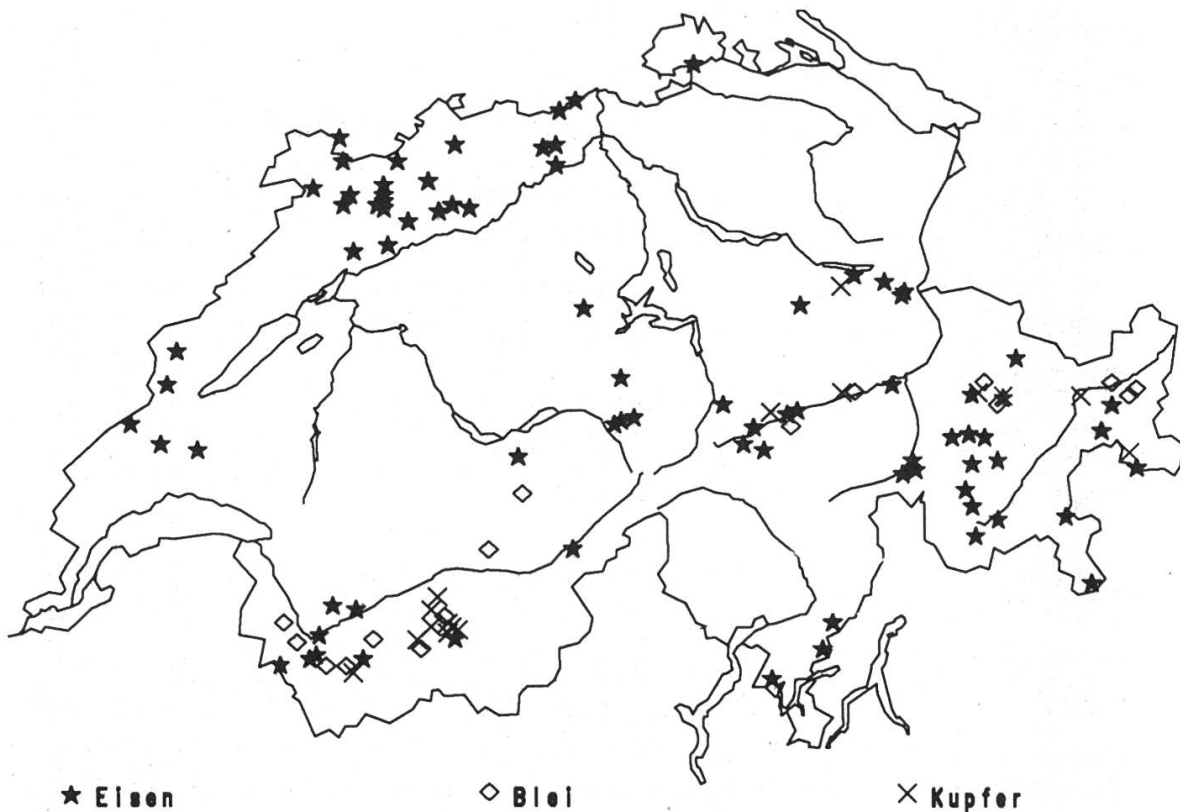 ★ Eisen ◇ Blei × Kupfer